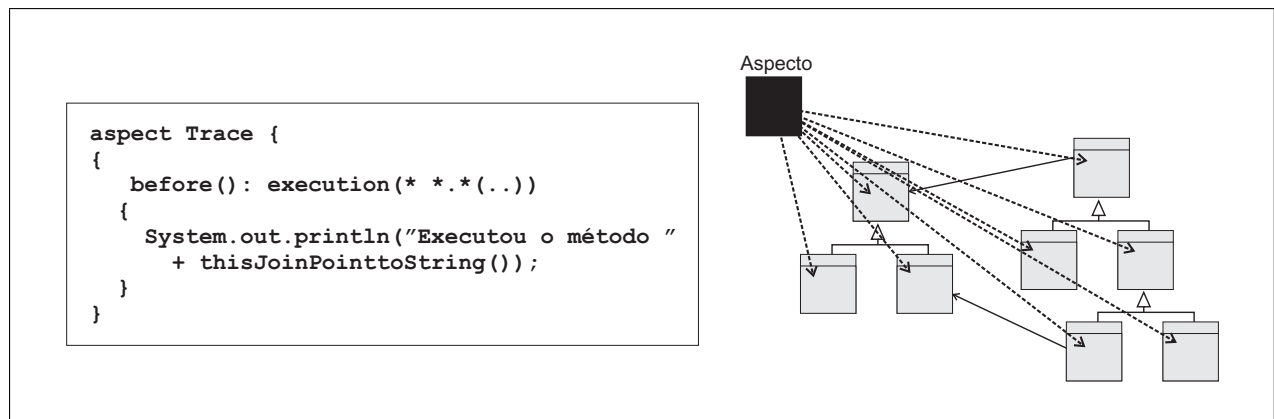 aspect Trace {
{
before(): execution(* *.*(..))
{
System.out.println(″Executou o método ″
+ thisJoinPointtoString());
}
}
Aspecto